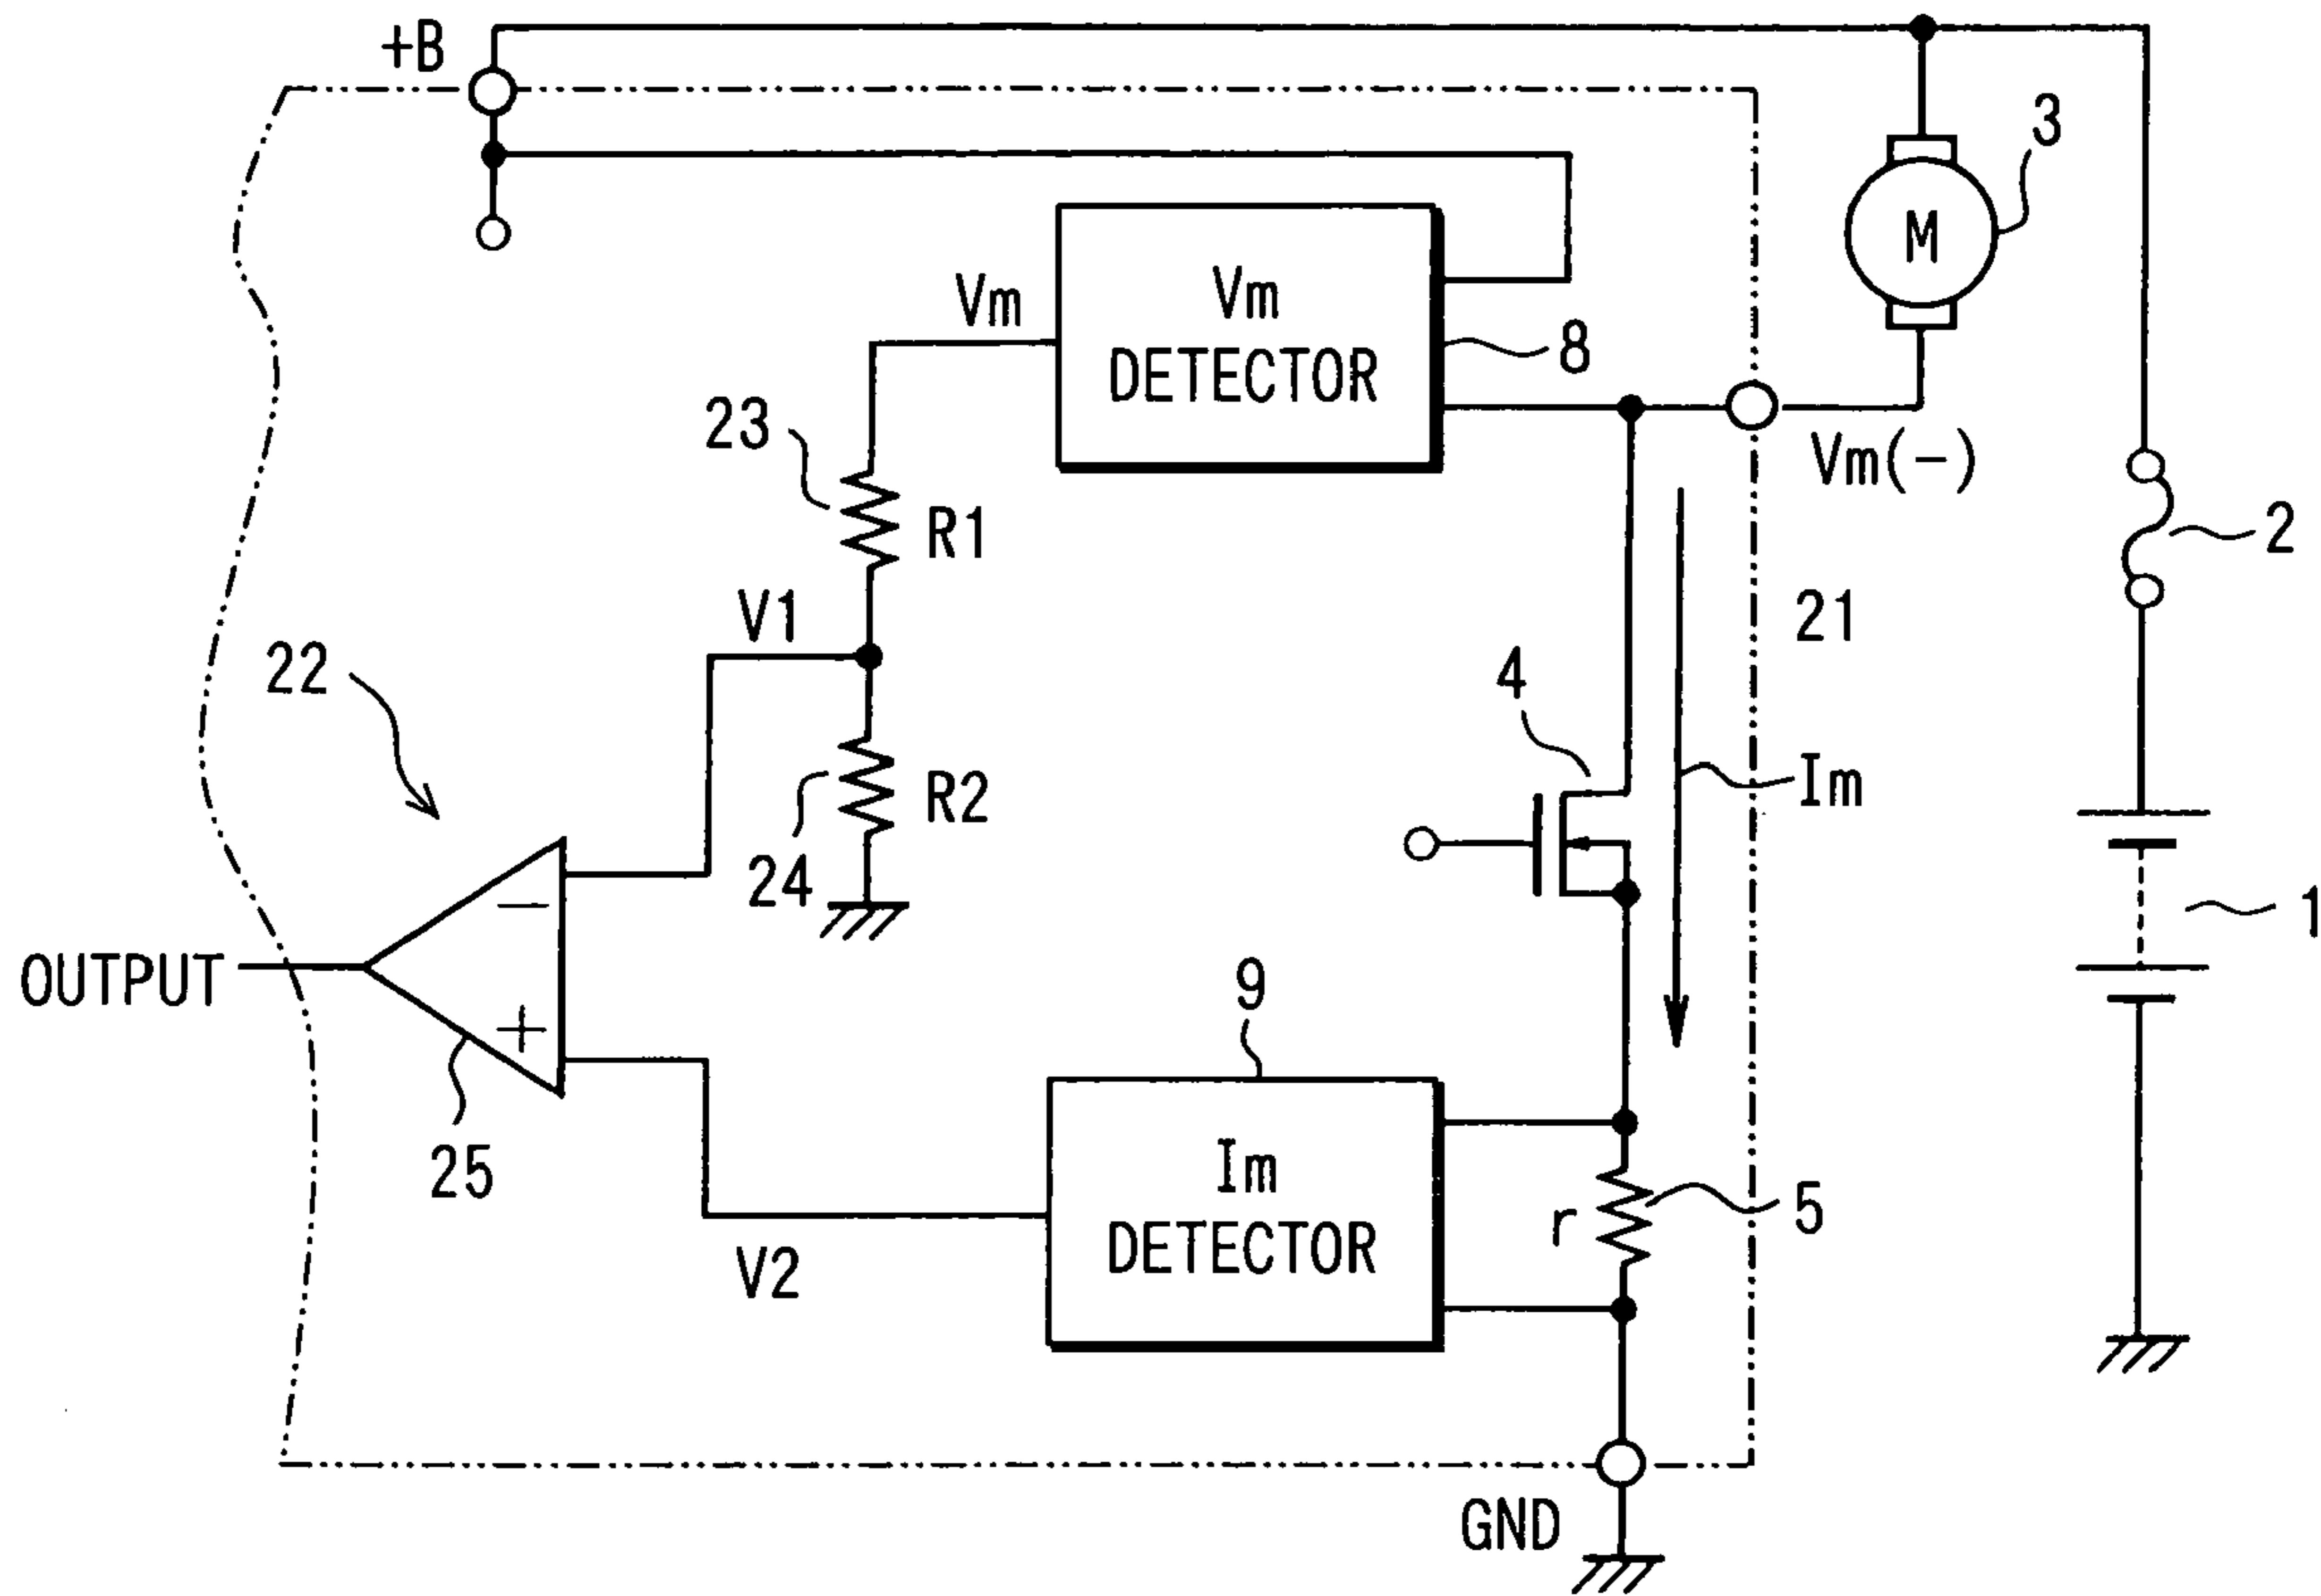 +B
3
M
Vm
Vm
DETECTOR
8
23
Vm(-)
R1
2
V1
21
22
4
R2
Im
24
1
-
OUTPUT
9
+
25
Im
DETECTOR
r
5
V2
GND